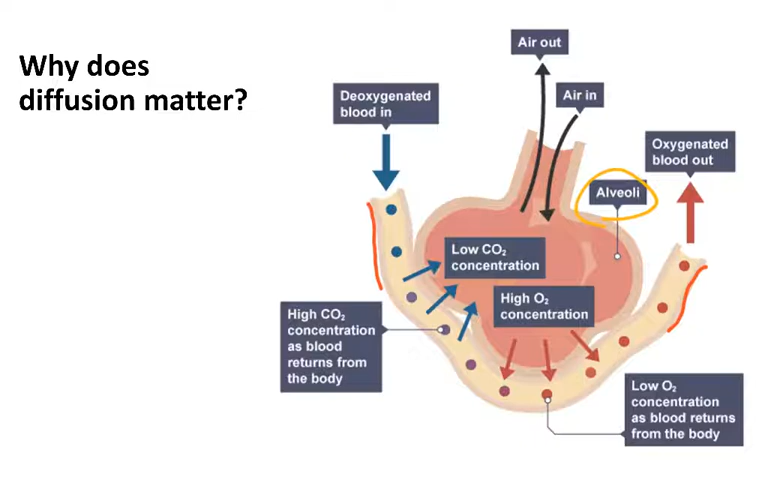 Why does
diffusion matter?
Air out
Air in
Deoxygenated
blood in
Oxygenated
blood out
Alveoli
Low CO₂
concentration
High O₂
concentration
High CO₂
concentration
as blood
returns from
the body
Low O₂
concentration
as blood returns
from the body